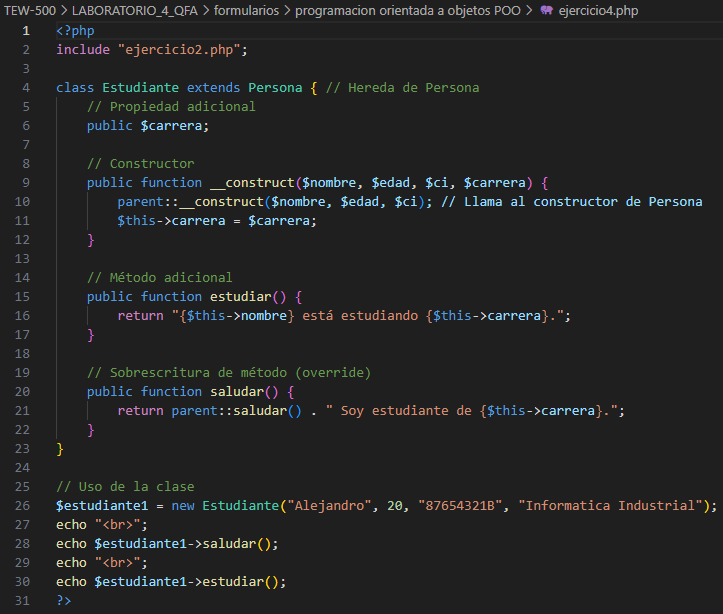 TEW-500 > LABORATORIO_4_QFA > formularios > programacion orientada a objetos POO > ejercicio4.php
1 <?php
2 include "ejercicio2.php";
3
4 class Estudiante extends Persona { // Hereda de Persona
5     // Propiedad adicional
6     public $carrera;
7
8     // Constructor
9     public function __construct($nombre, $edad, $ci, $carrera) {
10         parent::__construct($nombre, $edad, $ci); // Llama al constructor de Persona
11         $this->carrera = $carrera;
12     }
13
14     // Método adicional
15     public function estudiar() {
16         return "{$this->nombre} está estudiando {$this->carrera}.";
17     }
18
19     // Sobrescritura de método (override)
20     public function saludar() {
21         return parent::saludar() . " Soy estudiante de {$this->carrera}.";
22     }
23 }
24
25 // Uso de la clase
26 $estudiante1 = new Estudiante("Alejandro", 20, "87654321B", "Informatica Industrial");
27 echo "<br>";
28 echo $estudiante1->saludar();
29 echo "<br>";
30 echo $estudiante1->estudiar();
31 ?>